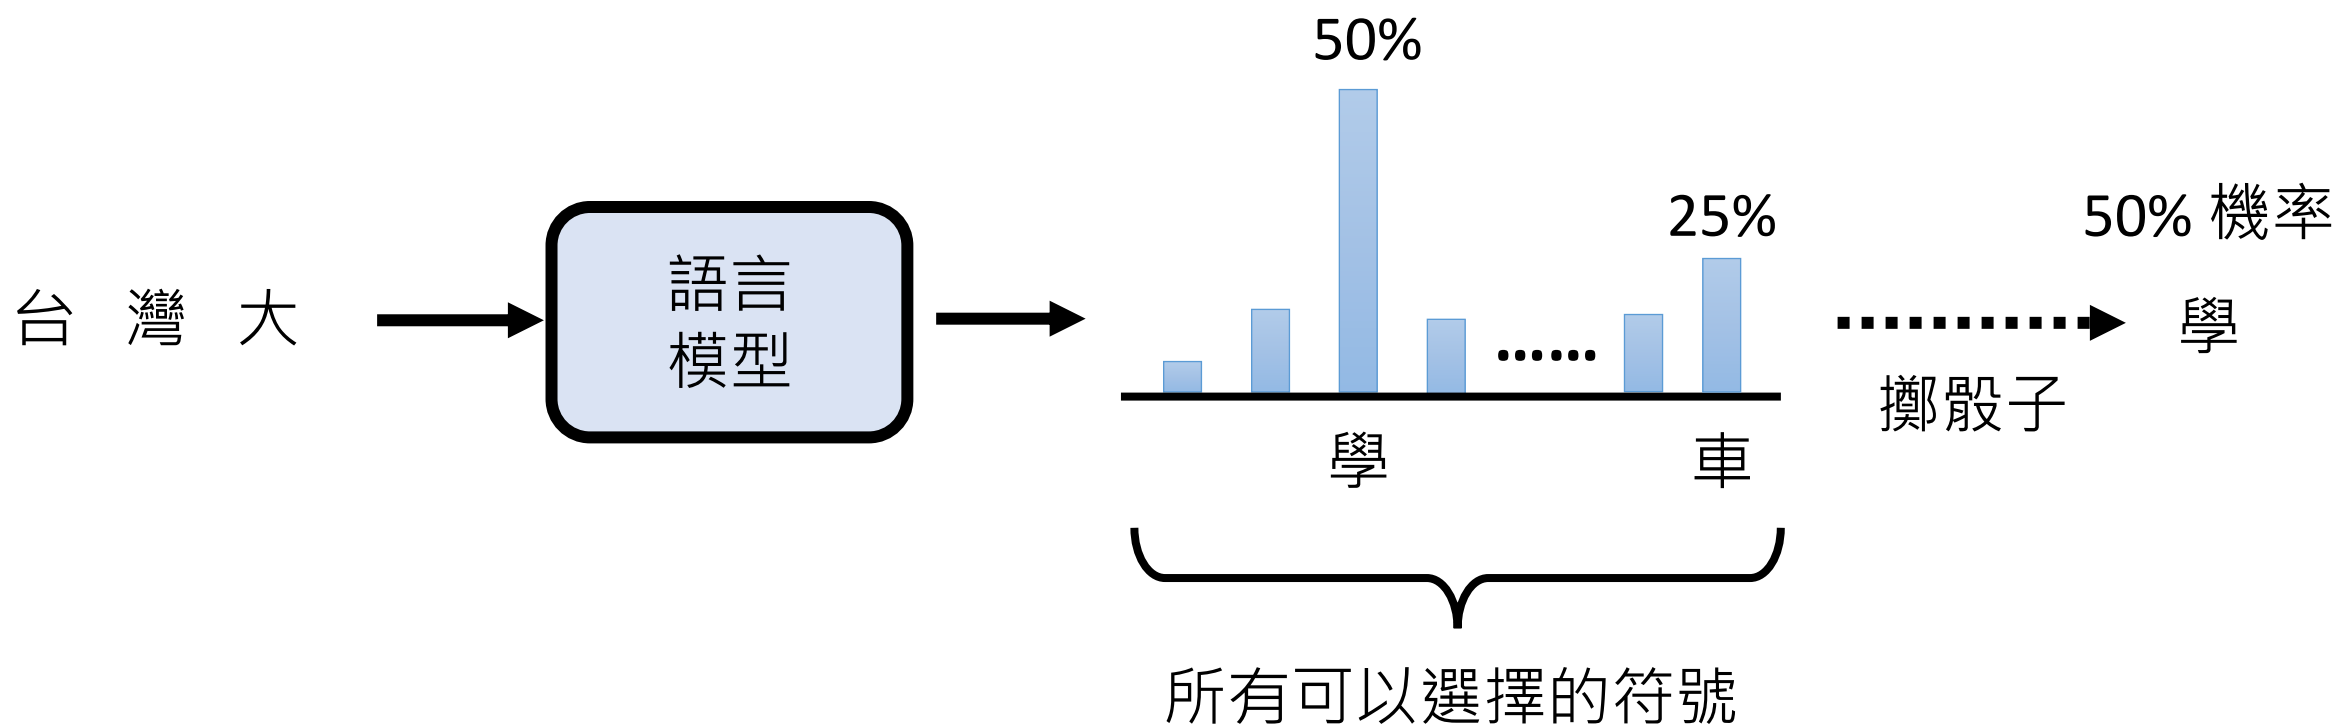 台 灣 大
語言
模型
50%
25%
學
車
所有可以選擇的符號
擲骰子
50% 機率
學